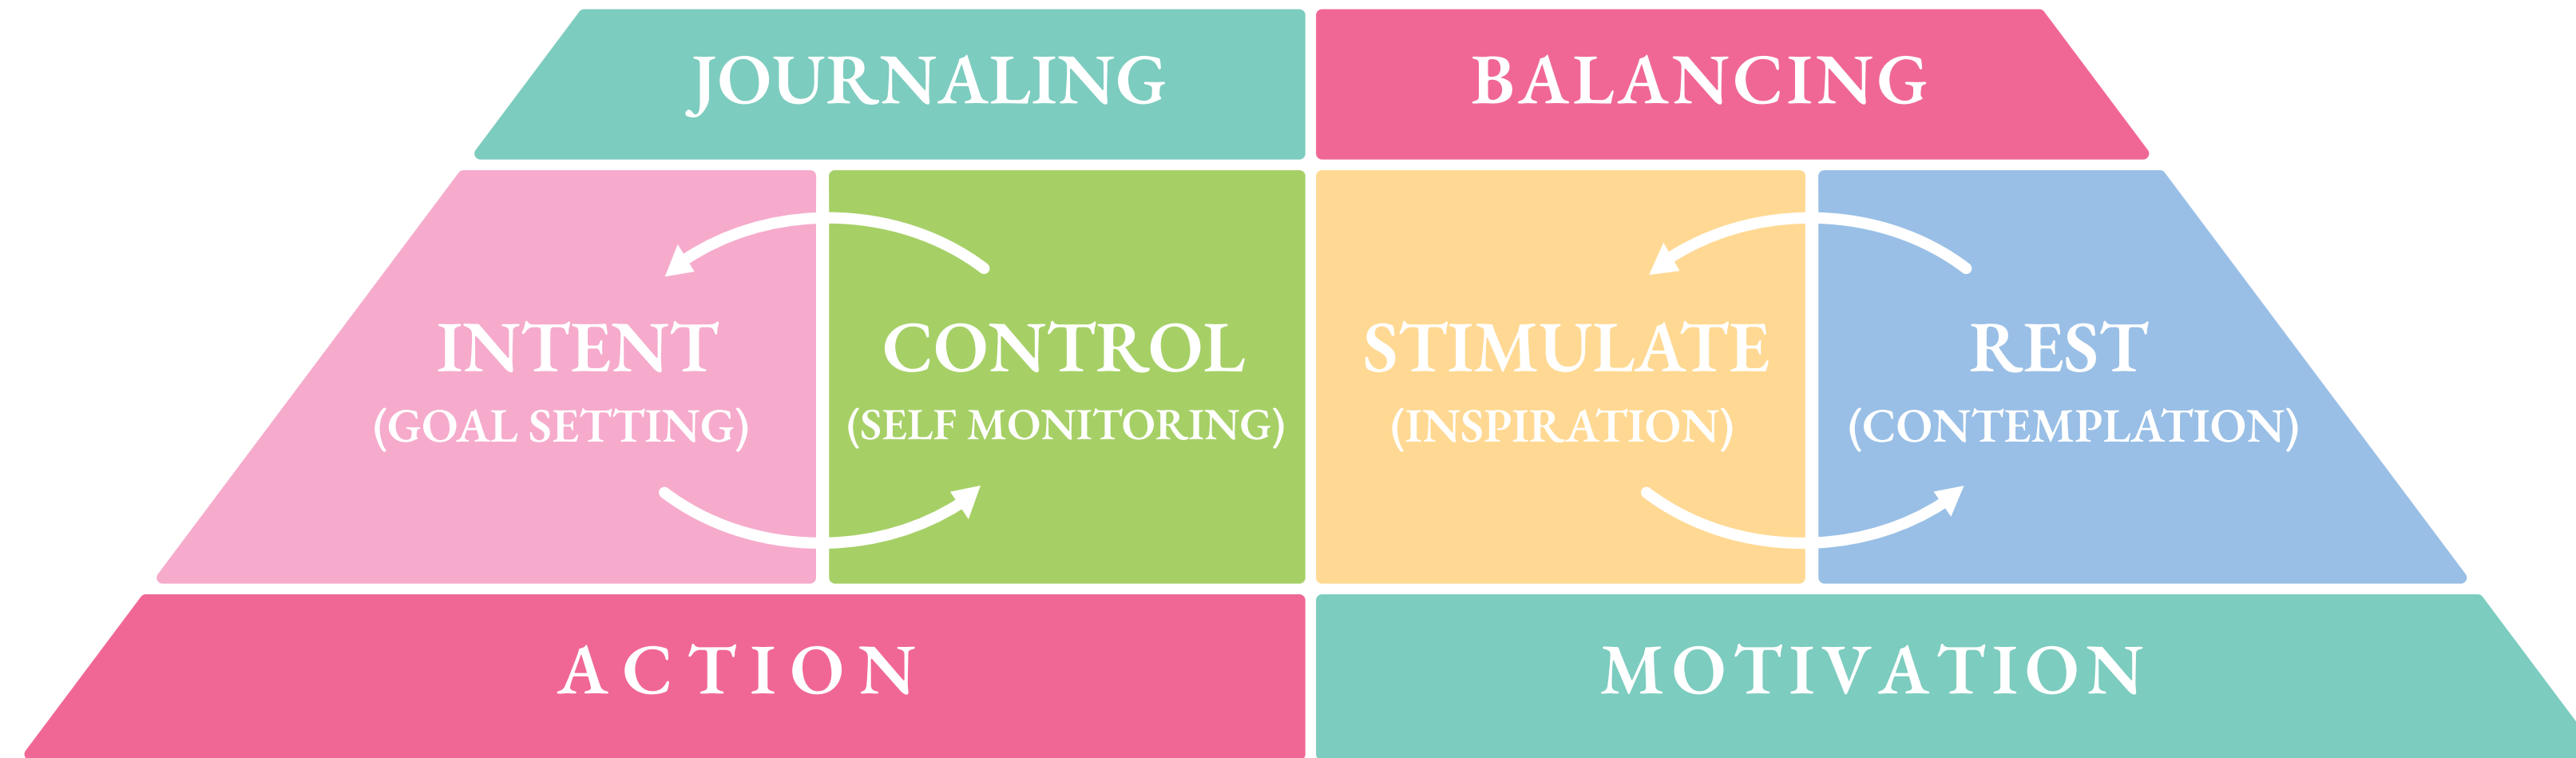 JOURNALING
BALANCING
INTENT
(GOAL SETTING)
CONTROL
(SELF MONITORING)
STIMULATE
(INSPIRATION)
REST
(CONTEMPLATION)
ACTION
MOTIVATION